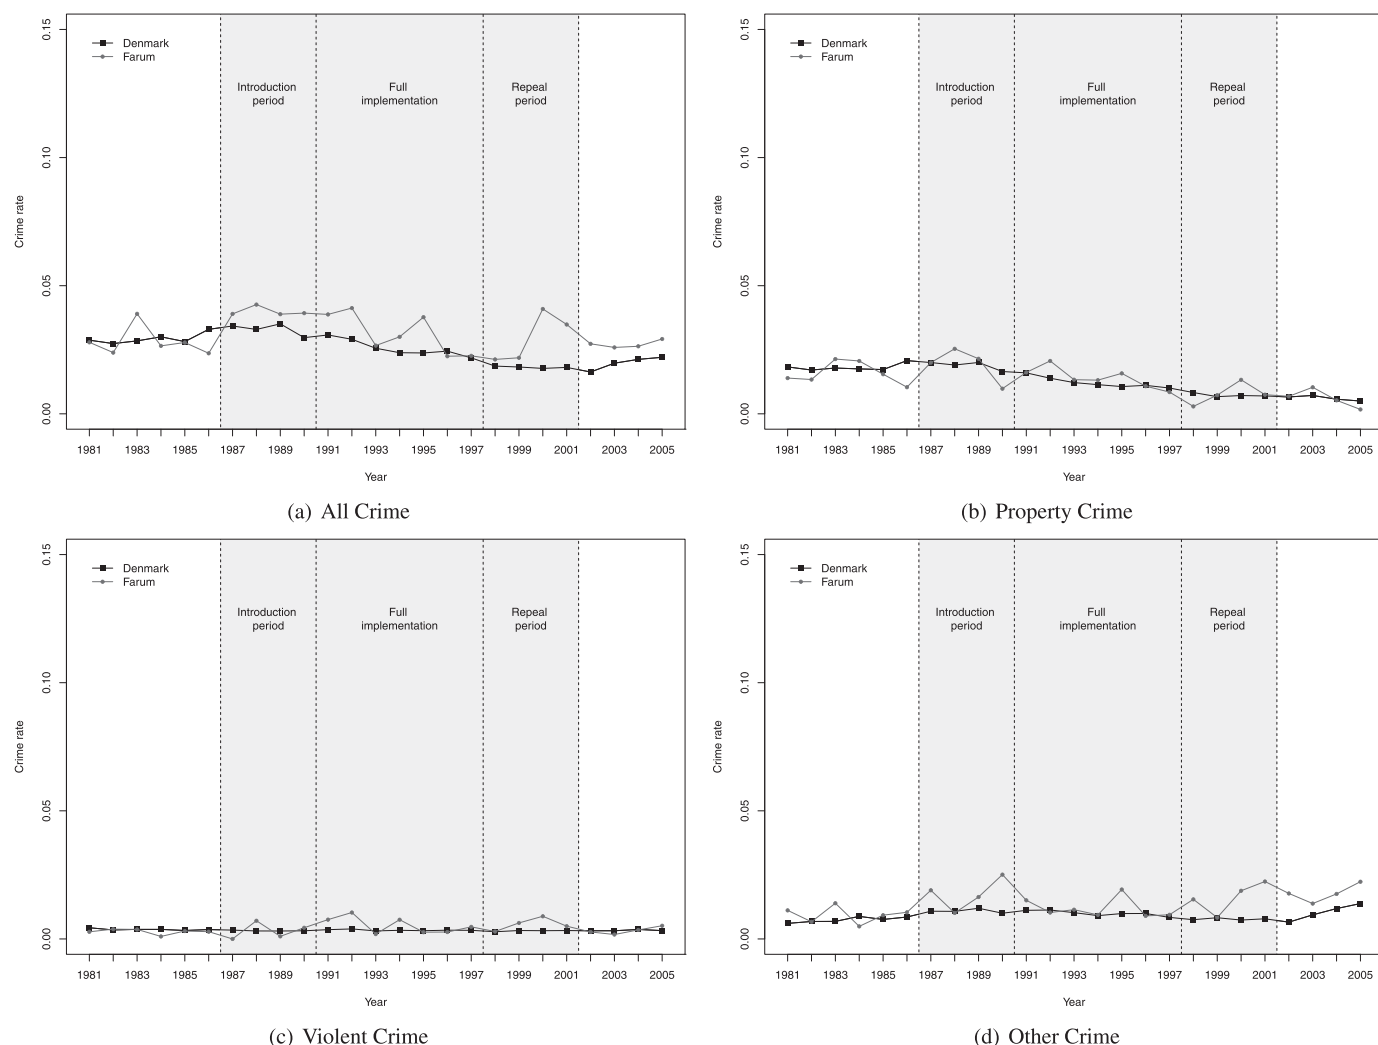 Denmark
Farum
Introduction period
Full implementation
Repeal period
0.15
0.10
0.05
0.00
Crime rate
1981 1983 1985 1987 1989 1991 1993 1995 1997 1999 2001 2003 2005
Year
(a) All Crime
Denmark
Farum
Introduction period
Full implementation
Repeal period
0.15
0.10
0.05
0.00
Crime rate
1981 1983 1985 1987 1989 1991 1993 1995 1997 1999 2001 2003 2005
Year
(b) Property Crime
Denmark
Farum
Introduction period
Full implementation
Repeal period
0.15
0.10
0.05
0.00
Crime rate
1981 1983 1985 1987 1989 1991 1993 1995 1997 1999 2001 2003 2005
Year
(c) Violent Crime
Denmark
Farum
Introduction period
Full implementation
Repeal period
0.15
0.10
0.05
0.00
Crime rate
1981 1983 1985 1987 1989 1991 1993 1995 1997 1999 2001 2003 2005
Year
(d) Other Crime